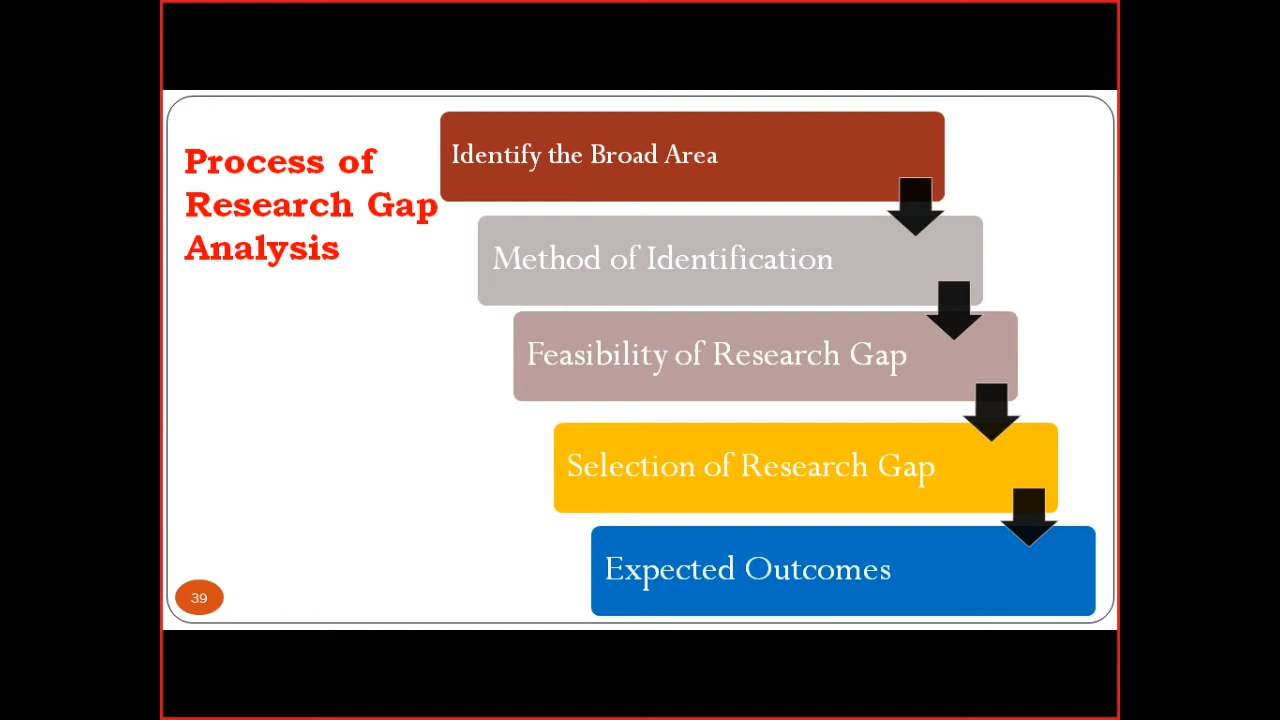 Process of
Research Gap
Analysis
Identify the Broad Area
Method of Identification
Feasibility of Research Gap
Selection of Research Gap
Expected Outcomes
39